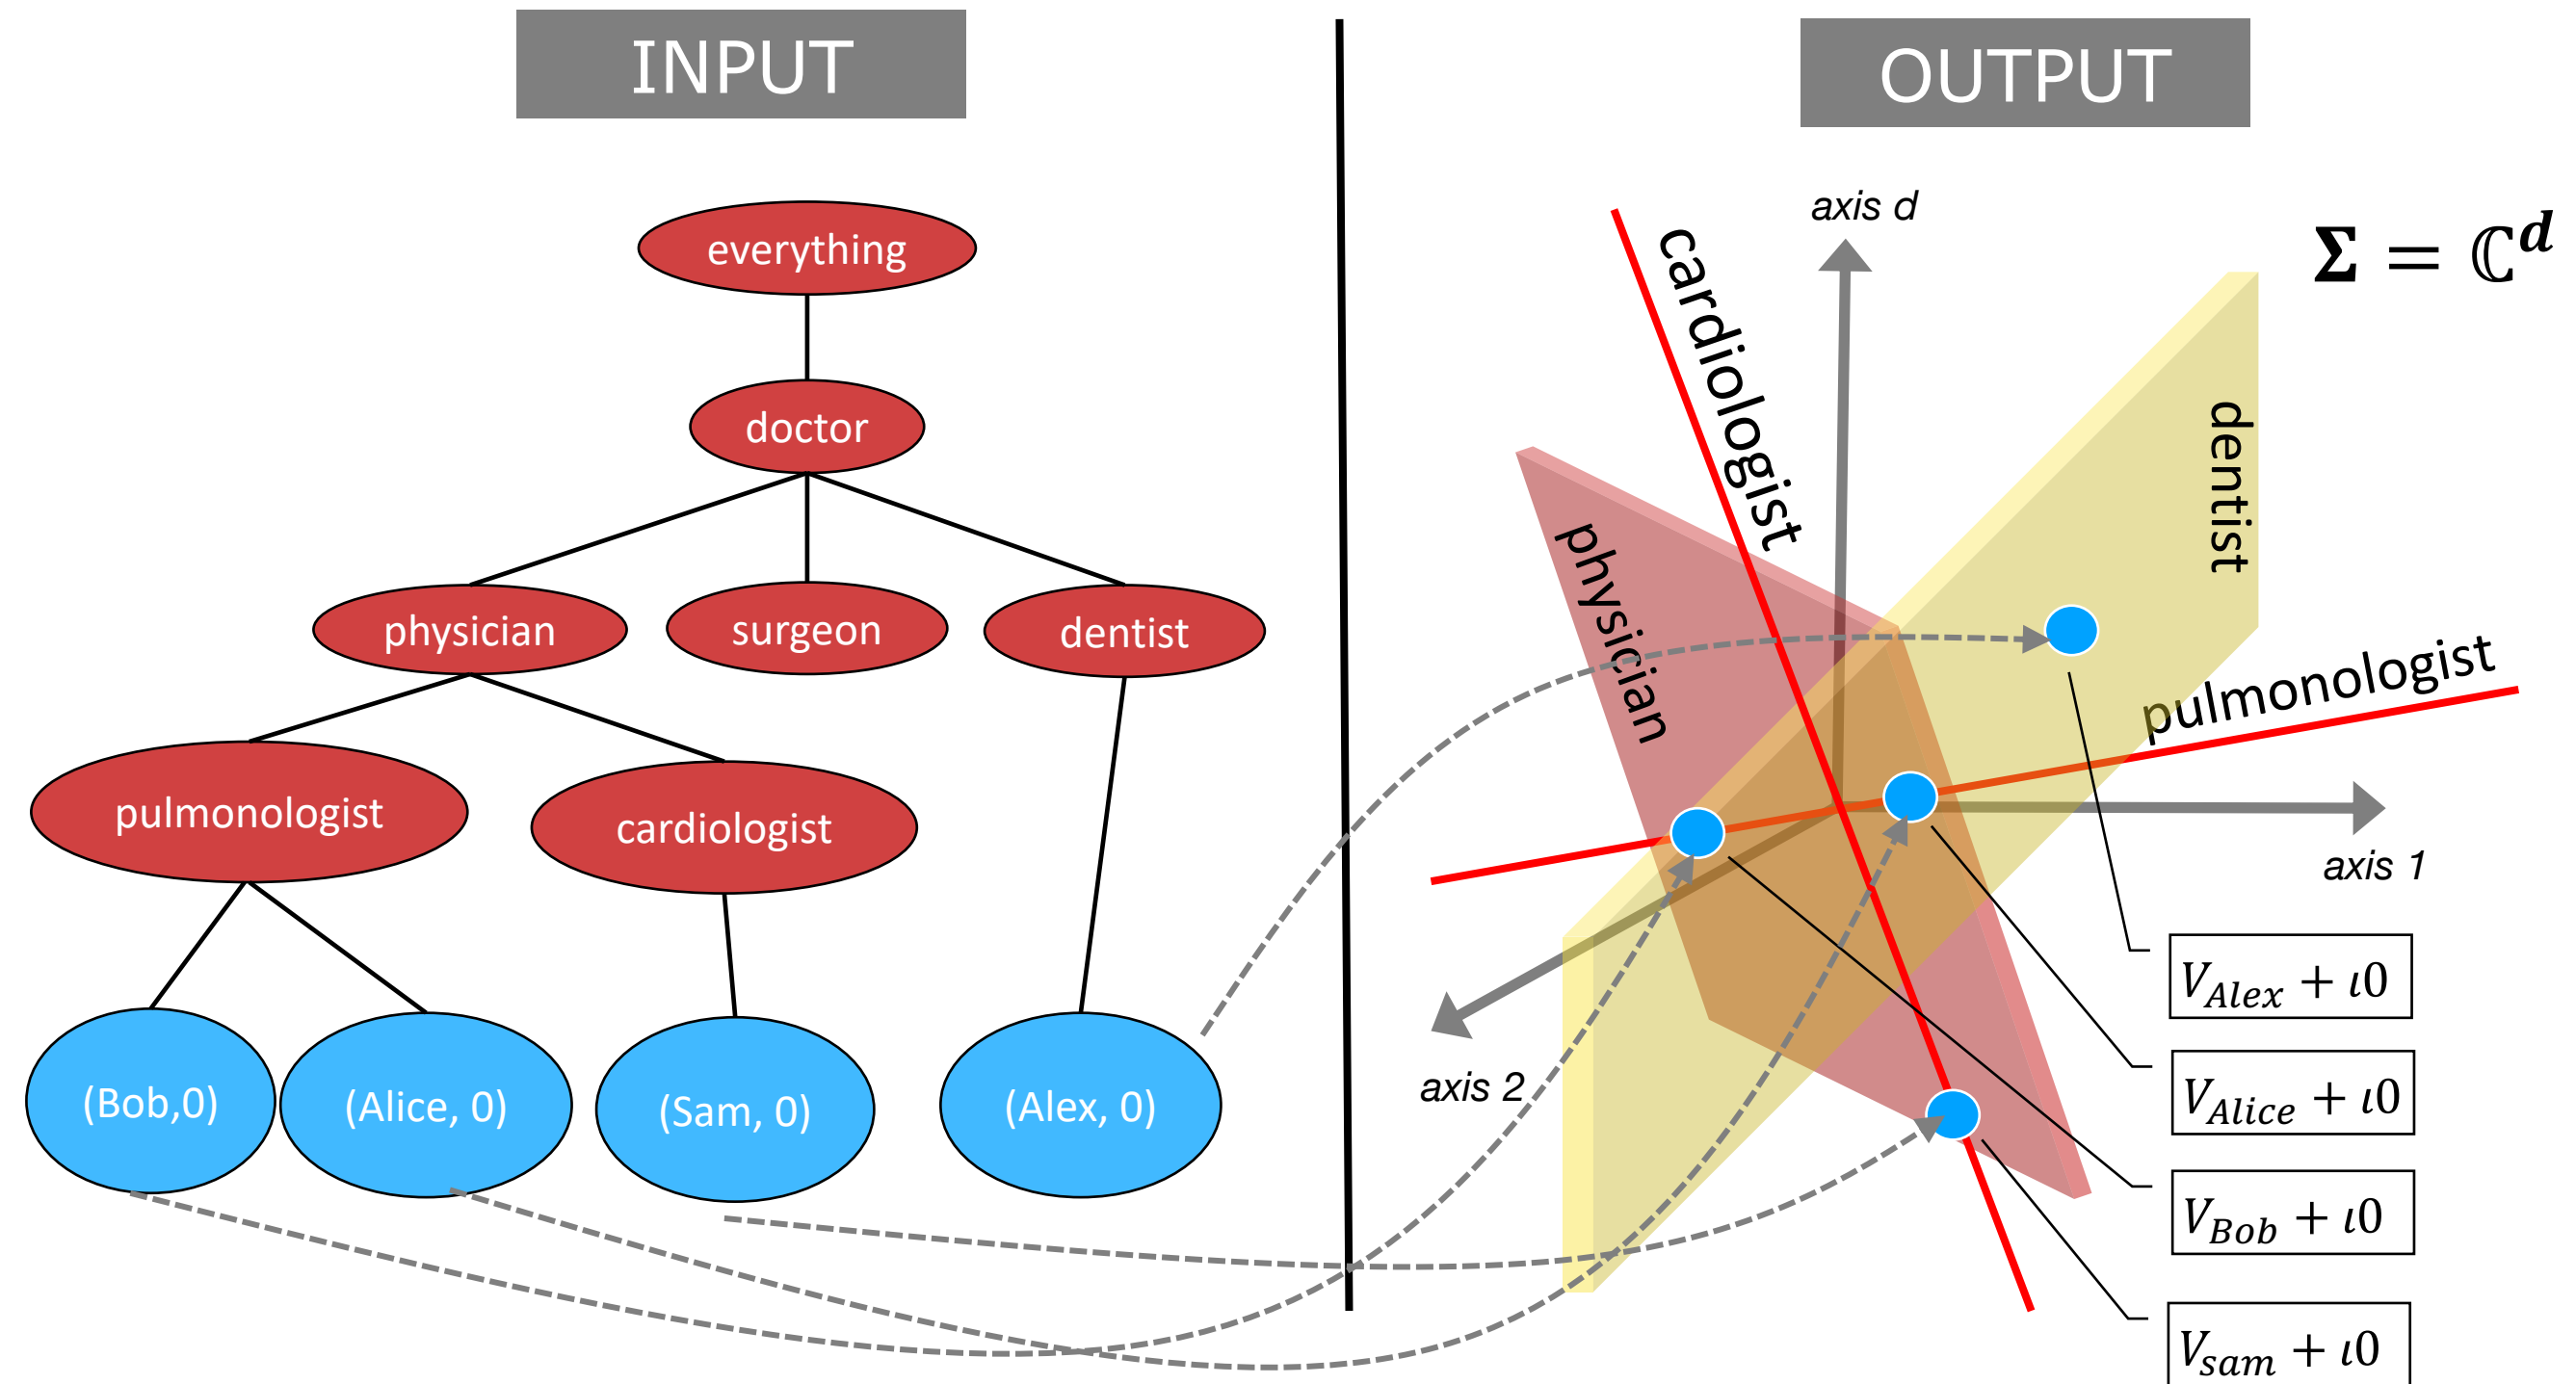 INPUT
everything
doctor
physician
surgeon
dentist
pulmonologist
cardiologist
(Bob,0)
(Alice, 0)
(Sam, 0)
(Alex, 0)
OUTPUT
axis d
𝚺 = ℂᵈ
cardiologist
dentist
physician
pulmonologist
axis 1
axis 2
V_Alex + ι0
V_Alice + ι0
V_Bob + ι0
V_sam + ι0